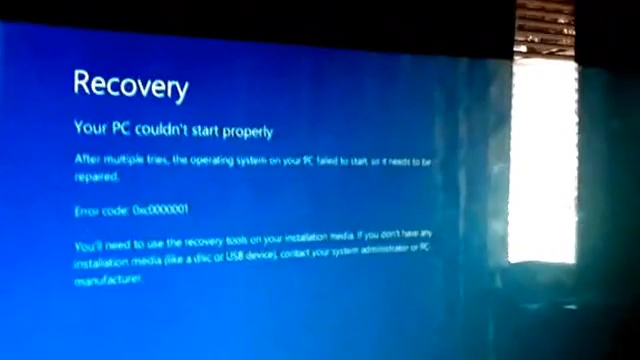 Recovery
Your PC couldn't start properly
After multiple tries, the operating system on your PC failed to start, so it needs to be
repaired.
Error code: 0xc0000001
You'll need to use the recovery tools on your installation media. If you don't have any
installation media (like a disc or USB device), contact your system administrator or PC
manufacturer.